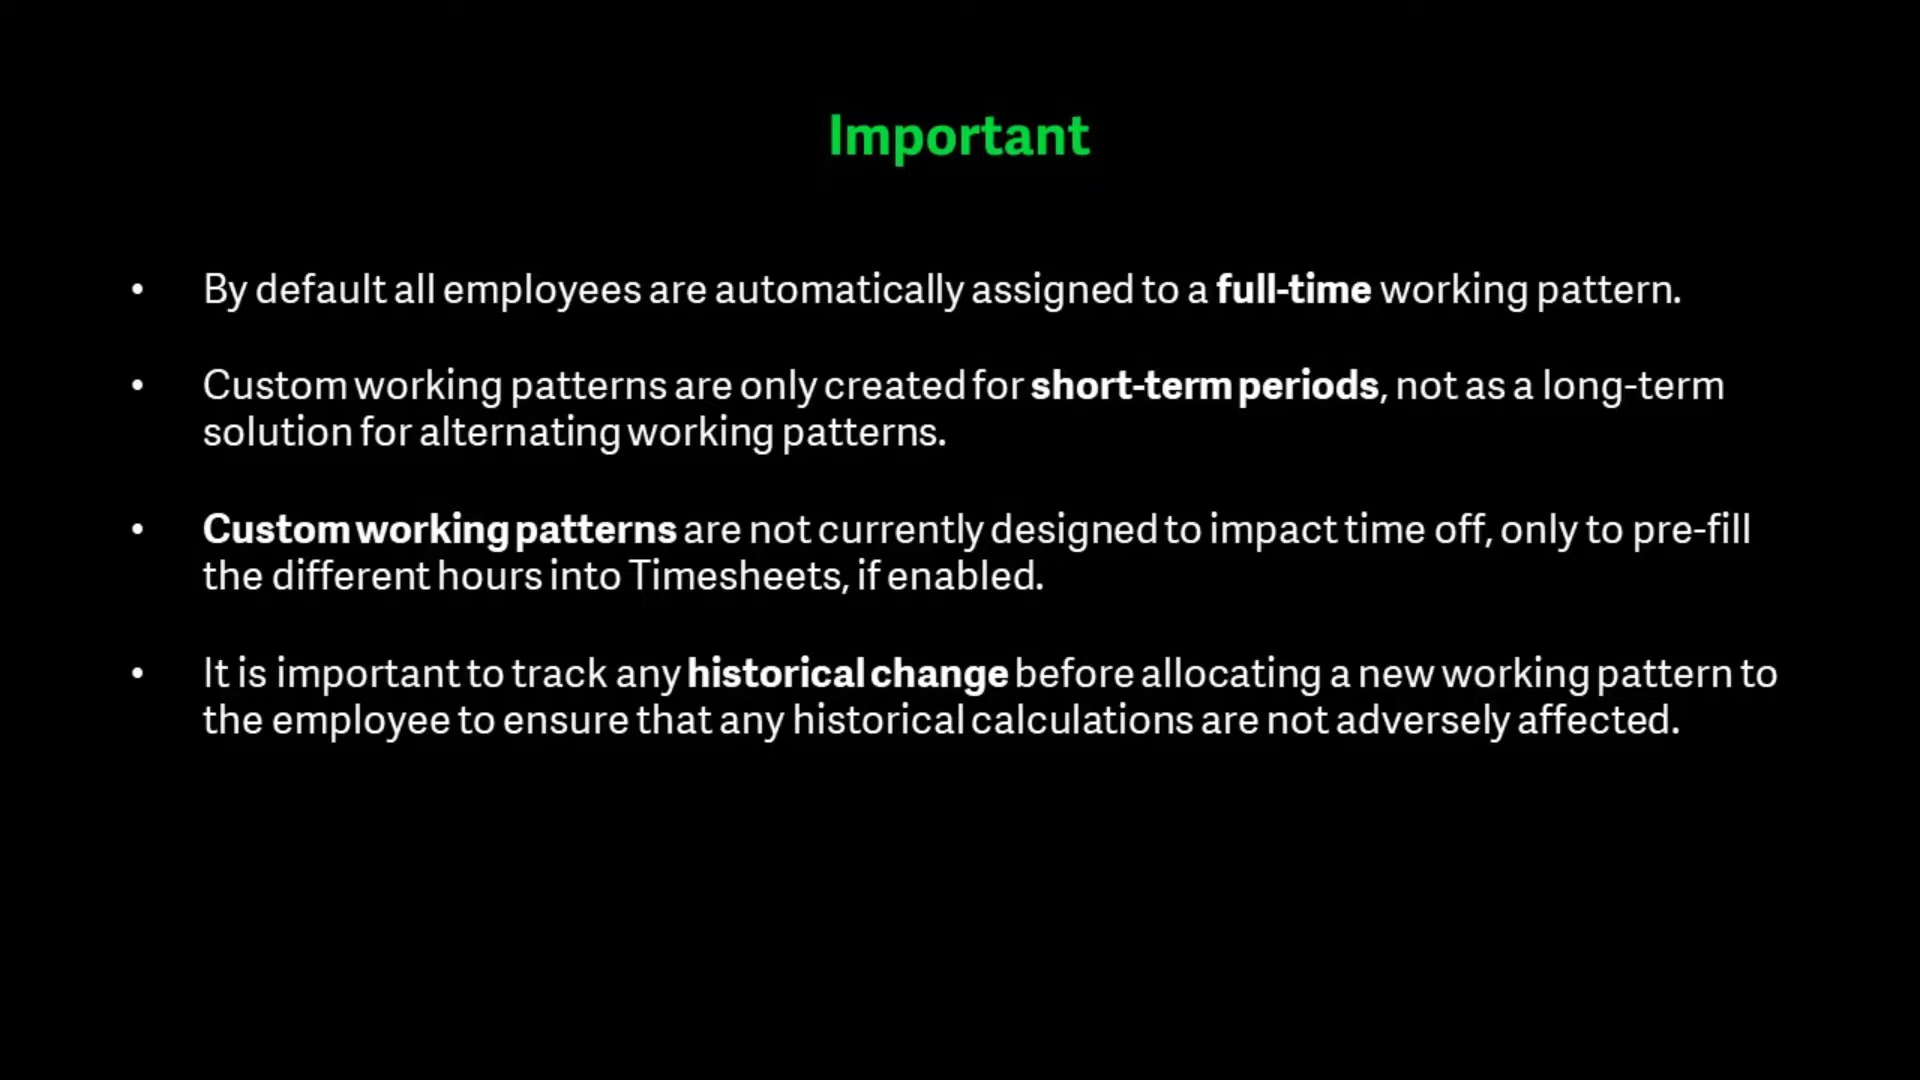 Important
• By default all employees are automatically assigned to a full-time working pattern.
• Custom working patterns are only created for short-term periods, not as a long-term
solution for alternating working patterns.
• Custom working patterns are not currently designed to impact time off, only to pre-fill
the different hours into Timesheets, if enabled.
• It is important to track any historical change before allocating a new working pattern to
the employee to ensure that any historical calculations are not adversely affected.